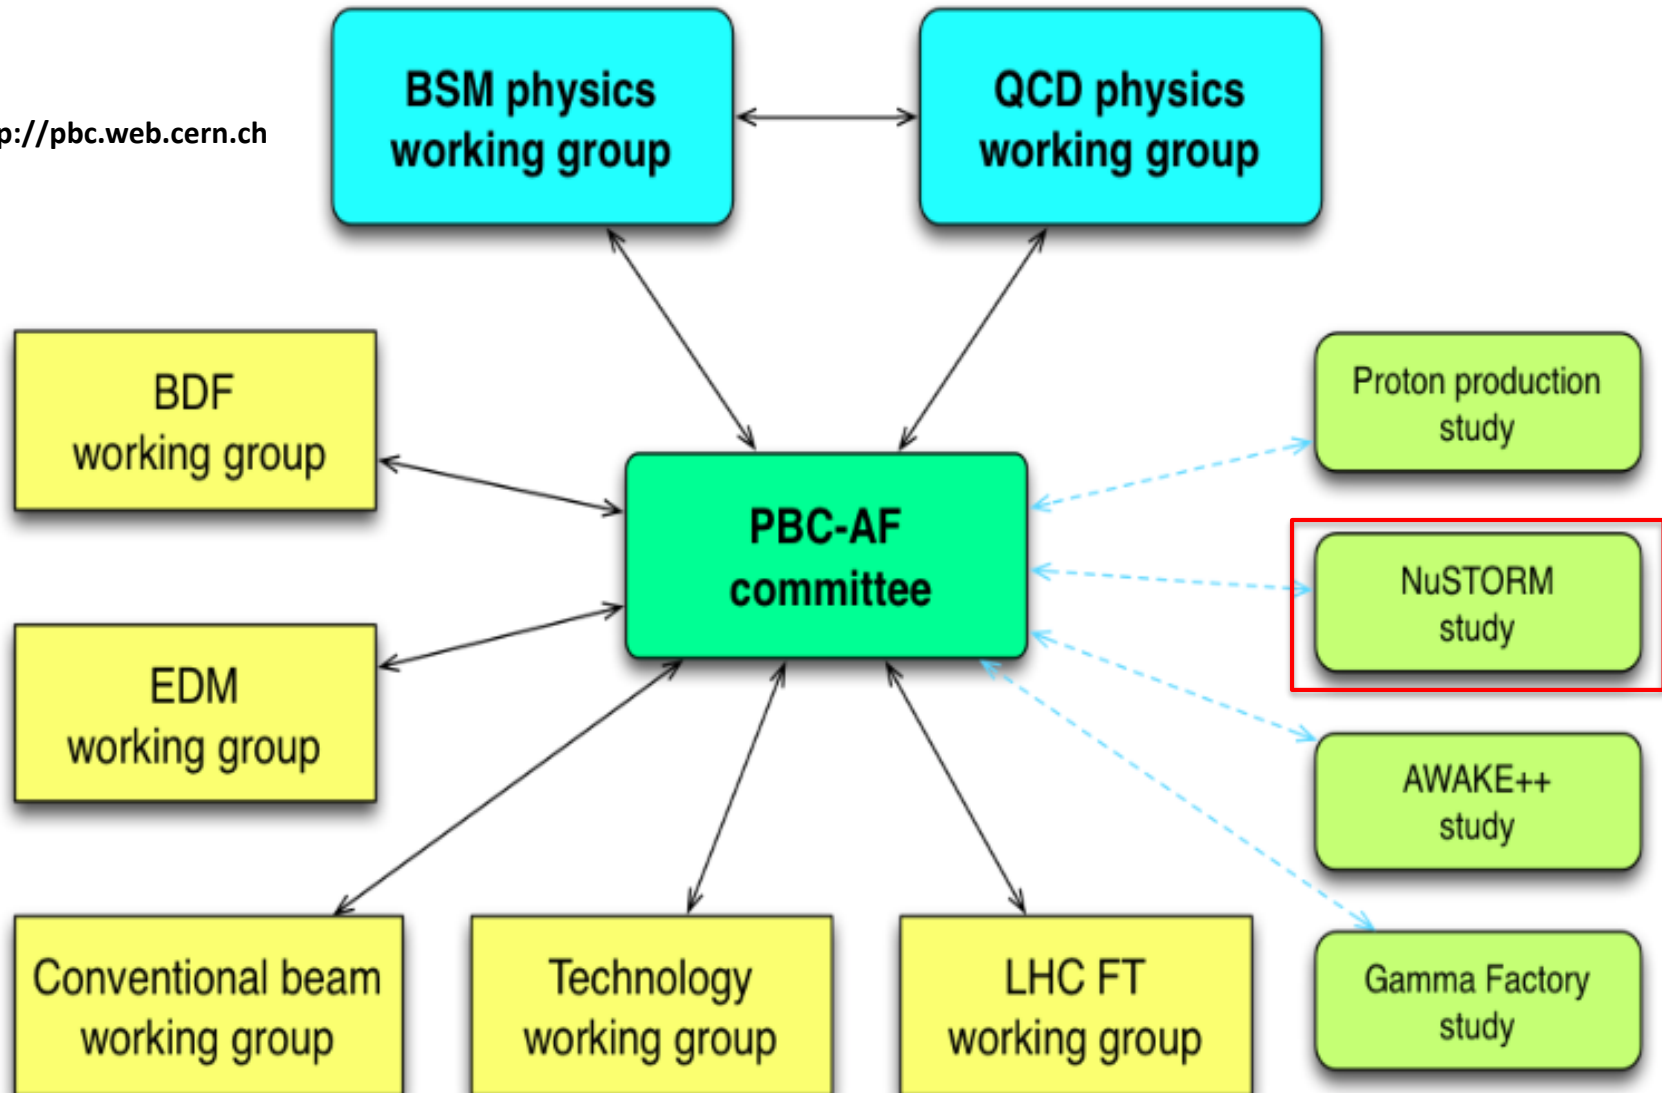 BSM physics
working group
QCD physics
working group
p://pbc.web.cern.ch
BDF
working group
Proton production
study
PBC-AF
committee
NuSTORM
study
EDM
working group
AWAKE++
study
Conventional beam
working group
Technology
working group
LHC FT
working group
Gamma Factory
study